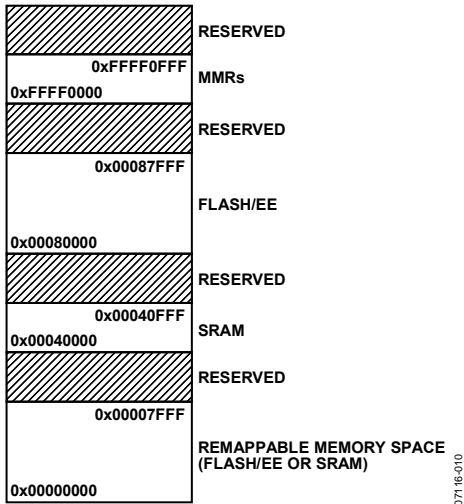 RESERVED
0xFFFF0FFF
MMRs
0xFFFF0000
RESERVED
0x00087FFF
FLASH/EE
0x00080000
RESERVED
0x00040FFF
SRAM
0x00040000
RESERVED
0x00007FFF
REMAPPABLE MEMORY SPACE
(FLASH/EE OR SRAM)
0x00000000
07116-010